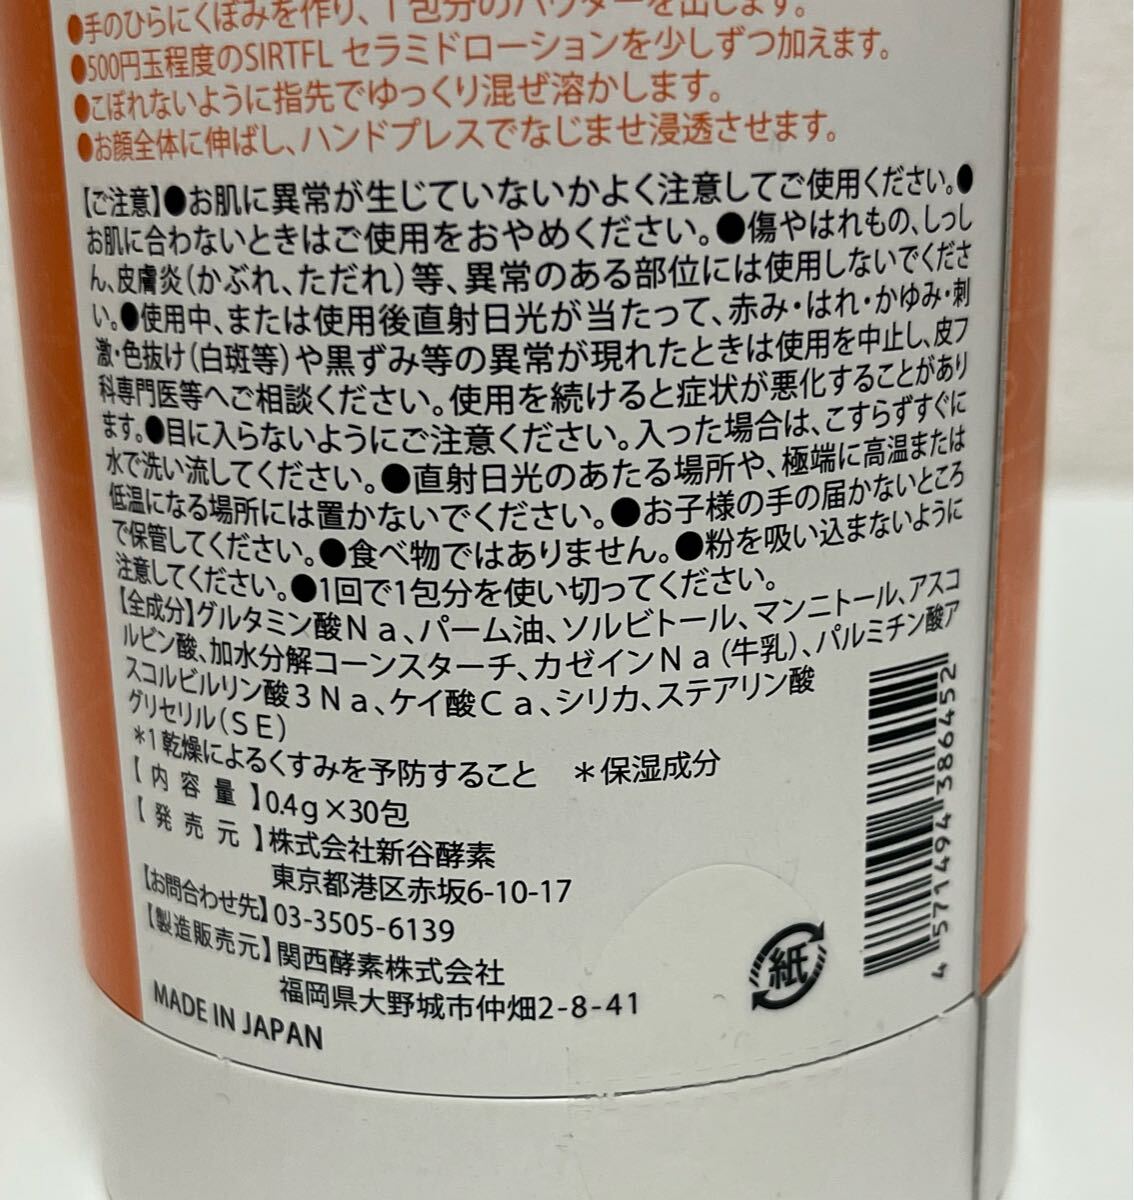 ●手のひらにくぼみを作り、1包分のパウダーを出します。
●500円玉程度のSIRTFL セラミドローションを少しずつ加えます。
●こぼれないように指先でゆっくり混ぜ溶かします。
●お顔全体に伸ばし、ハンドプレスでなじませ浸透させます。
【ご注意】●お肌に異常が生じていないかよく注意してご使用ください。●
お肌に合わないときはご使用をおやめください。●傷やはれもの、しっし
ん、皮膚炎(かぶれ、ただれ)等、異常のある部位には使用しないでくださ
い。●使用中、または使用後直射日光が当たって、赤み・はれ・かゆみ・刺
激・色抜け(白斑等)や黒ずみ等の異常が現れたときは使用を中止し、皮フ
科専門医等へご相談ください。使用を続けると症状が悪化することがあり
ます。●目に入らないようにご注意ください。入った場合は、こすらずすぐに
水で洗い流してください。●直射日光のあたる場所や、極端に高温または
低温になる場所には置かないでください。●お子様の手の届かないところ
で保管してください。●食べ物ではありません。●粉を吸い込まないように
注意してください。●1回で1包分を使い切ってください。
【全成分】グルタミン酸Na、パーム油、ソルビトール、マンニトール、アスコ
ルビン酸、加水分解コーンスターチ、カゼインNa(牛乳)、パルミチン酸ア
スコルビルリン酸3Na、ケイ酸Ca、シリカ、ステアリン酸
グリセリル(SE)
*1 乾燥によるくすみを予防すること *保湿成分
【内容量】0.4g×30包
【発売元】株式会社新谷酵素
東京都港区赤坂6-10-17
【お問合わせ先】03-3505-6139
【製造販売元】関西酵素株式会社
福岡県大野城市仲畑2-8-41
MADE IN JAPAN
紙
4 571494 386452